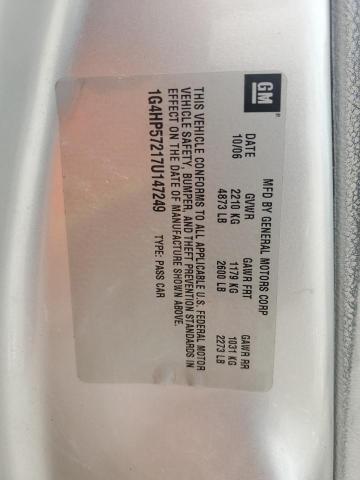 GM
MFD BY GENERAL MOTORS CORP
DATE GVWR GAWR FRT GAWR RR
10/06 2210 KG 1179 KG 1031 KG
4873 LB 2600 LB 2273 LB
THIS VEHICLE CONFORMS TO ALL APPLICABLE U.S. FEDERAL MOTOR
VEHICLE SAFETY, BUMPER, AND THEFT PREVENTION STANDARDS IN
EFFECT ON THE DATE OF MANUFACTURE SHOWN ABOVE.
1G4HP57217U147249 TYPE: PASS CAR